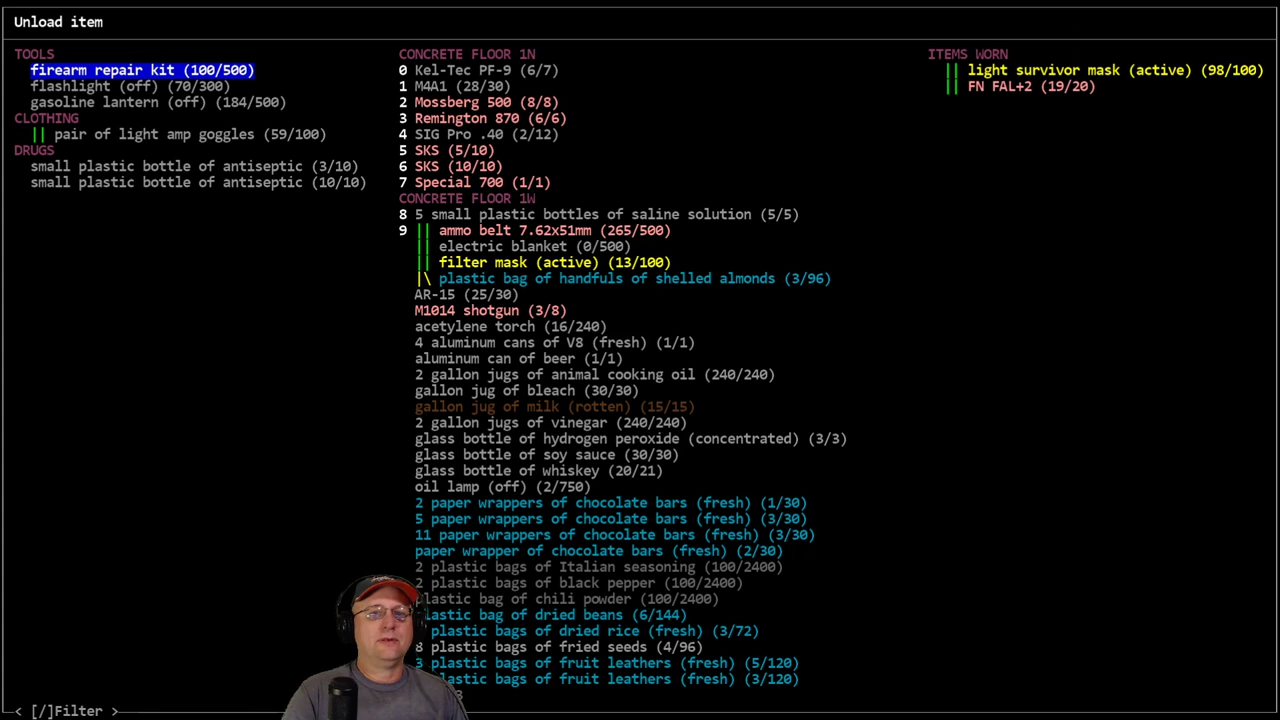 Unload item
TOOLS
firearm repair kit (100/500)
flashlight (off) (70/300)
gasoline lantern (off) (184/500)
CLOTHING
|| pair of light amp goggles (59/100)
DRUGS
small plastic bottle of antiseptic (3/10)
small plastic bottle of antiseptic (10/10)
CONCRETE FLOOR 1N
0 Kel-Tec PF-9 (6/7)
1 M4A1 (28/30)
2 Mossberg 500 (8/8)
3 Remington 870 (6/6)
4 SIG Pro .40 (2/12)
5 SKS (5/10)
6 SKS (10/10)
7 Special 700 (1/1)
CONCRETE FLOOR 1W
8 5 small plastic bottles of saline solution (5/5)
9 || ammo belt 7.62x51mm (265/500)
|| electric blanket (0/500)
|| filter mask (active) (13/100)
|\ plastic bag of handfuls of shelled almonds (3/96)
AR-15 (25/30)
M1014 shotgun (3/8)
acetylene torch (16/240)
4 aluminum cans of V8 (fresh) (1/1)
aluminum can of beer (1/1)
2 gallon jugs of animal cooking oil (240/240)
gallon jug of bleach (30/30)
gallon jug of milk (rotten) (15/15)
2 gallon jugs of vinegar (240/240)
glass bottle of hydrogen peroxide (concentrated) (3/3)
glass bottle of soy sauce (30/30)
glass bottle of whiskey (20/21)
oil lamp (off) (2/750)
2 paper wrappers of chocolate bars (fresh) (1/30)
5 paper wrappers of chocolate bars (fresh) (3/30)
11 paper wrappers of chocolate bars (fresh) (3/30)
paper wrapper of chocolate bars (fresh) (2/30)
2 plastic bags of Italian seasoning (100/2400)
2 plastic bags of black pepper (100/2400)
plastic bag of chili powder (100/2400)
plastic bag of dried beans (6/144)
plastic bags of dried rice (fresh) (3/72)
8 plastic bags of fried seeds (4/96)
3 plastic bags of fruit leathers (fresh) (5/120)
plastic bags of fruit leathers (fresh) (3/120)
ITEMS WORN
|| light survivor mask (active) (98/100)
|| FN FAL+2 (19/20)
< [/]Filter >